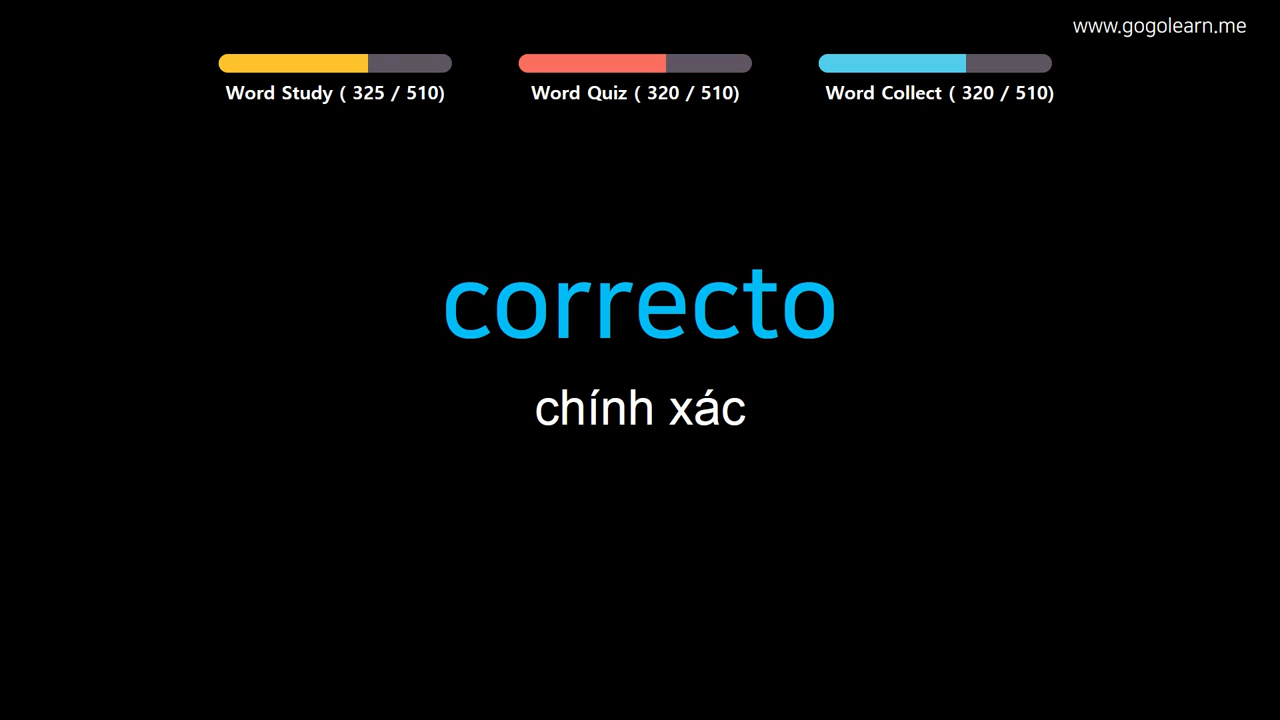 www.gogolearn.me
Word Study ( 325 / 510)
Word Quiz ( 320 / 510)
Word Collect ( 320 / 510)
correcto
chính xác